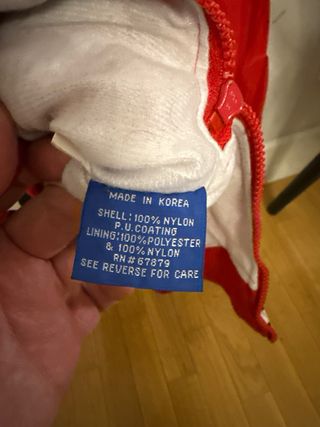 MADE IN KOREA
SHELL:100% NYLON
P.U.COATING
LINING:100%POLYESTER
& 100% NYLON
RN#67879
SEE REVERSE FOR CARE